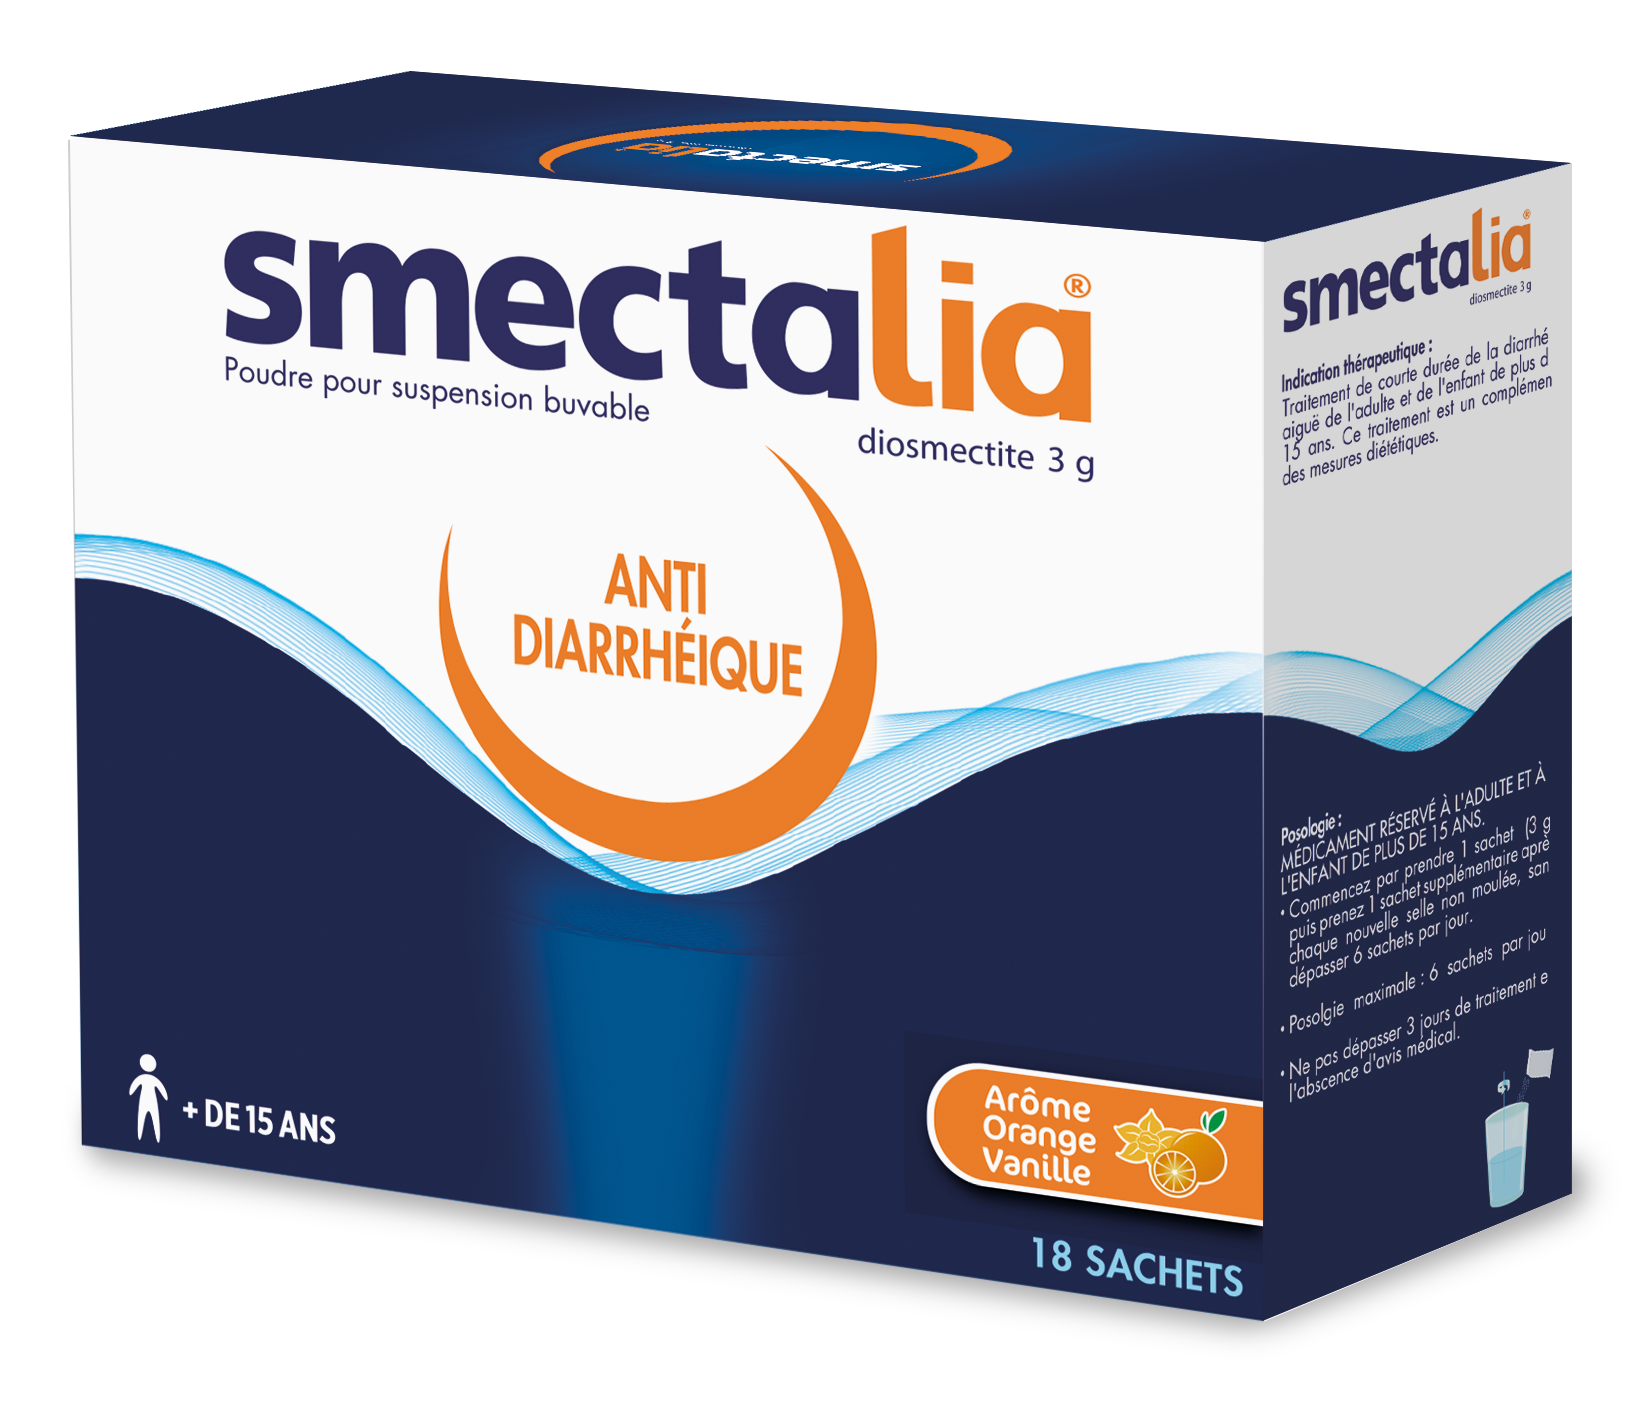 smectalia
smectalia®
Poudre pour suspension buvable
diosmectite 3 g
ANTI
DIARRHÉIQUE
+ DE 15 ANS
Arôme
Orange
Vanille
18 SACHETS
smectalia®
diosmectite 3 g
Indication thérapeutique :
Traitement de courte durée de la diarrhé
aiguë de l'adulte et de l'enfant de plus d
15 ans. Ce traitement est un complémen
des mesures diététiques.
Posologie :
MÉDICAMENT RÉSERVÉ À L'ADULTE ET À
L'ENFANT DE PLUS DE 15 ANS.
• Commencez par prendre 1 sachet (3 g
puis prenez 1 sachet supplémentaire aprè
chaque nouvelle selle non moulée, san
dépasser 6 sachets par jour.
• Posolgie maximale : 6 sachets par jou
• Ne pas dépasser 3 jours de traitement e
l'abscence d'avis médical.